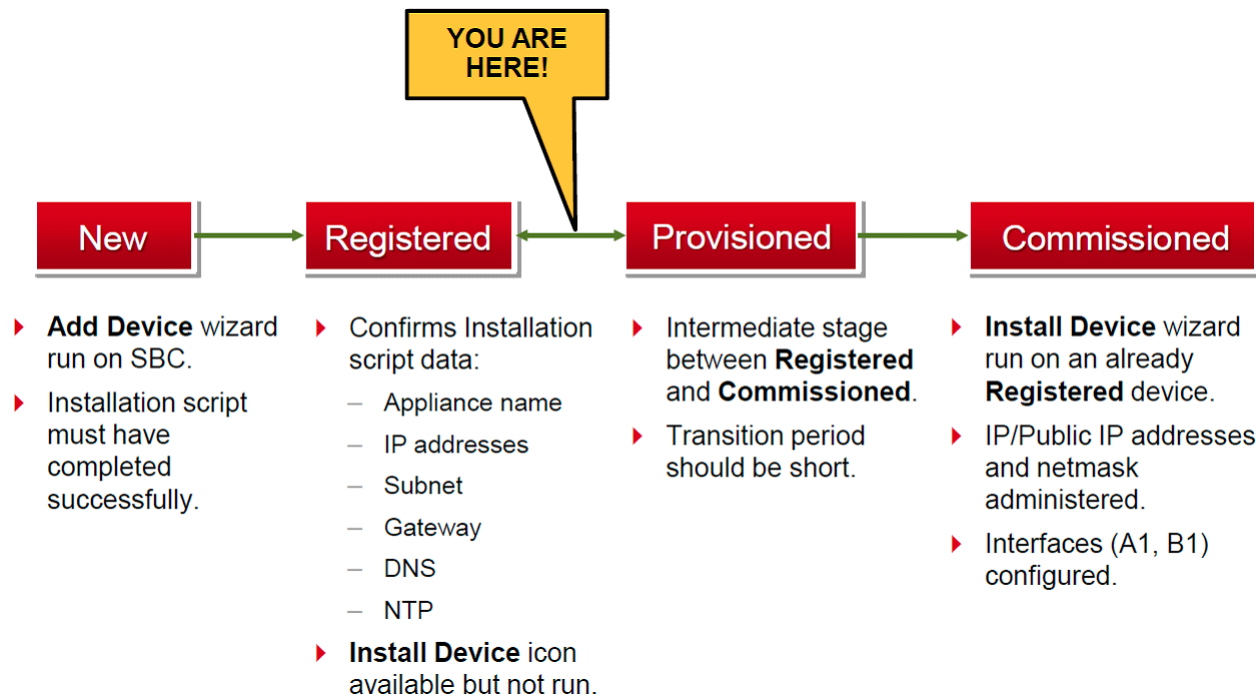 YOU ARE
HERE!
New
Registered
Provisioned
Commissioned
Add Device wizard
run on SBC.
Installation script
must have
completed
successfully.
Confirms Installation
script data:
– Appliance name
– IP addresses
– Subnet
– Gateway
– DNS
– NTP
Install Device icon
available but not run.
Intermediate stage
between Registered
and Commissioned.
Transition period
should be short.
Install Device wizard
run on an already
Registered device.
IP/Public IP addresses
and netmask
administered.
Interfaces (A1, B1)
configured.